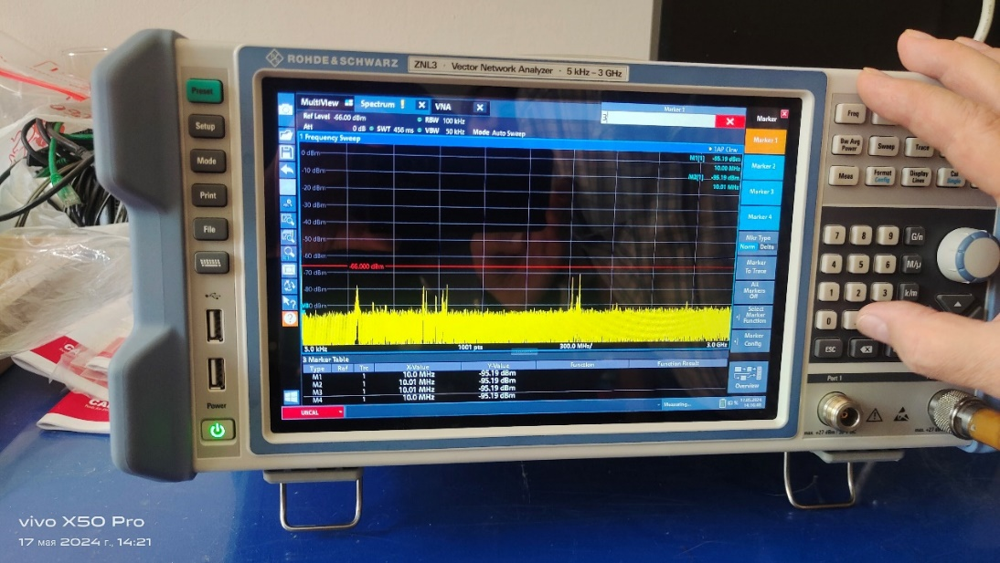 ROHDE & SCHWARZ
ZNL3 · Vector Network Analyzer · 5 kHz – 3 GHz
Preset
Setup
Mode
Print
File
Power
MultiView
Spectrum
VNA
Ref Level -66.00 dBm
RBW 100 kHz
Att 0 dB SWT 456 ms VBW 50 kHz Mode Auto Sweep
1 Frequency Sweep
Marker 1
Marker
Marker 1
Marker 2
Marker 3
Marker 4
Mkr Type
Norm Delta
Marker
To Trace
All
Markers
Off
Select
Marker
Function
Marker
Config
Overview
M1[1] -95.19 dBm
10.00 MHz
M2[1] -95.19 dBm
10.01 MHz
0 dBm
-10 dBm
-20 dBm
-30 dBm
-40 dBm
-50 dBm
-60 dBm
-66.000 dBm
-70 dBm
-80 dBm
5.0 kHz
1001 pts
300.0 MHz/
3.0 GHz
3 Marker Table
Type Ref Trc X-Value Y-Value Function Function Result
M1 1 10.0 MHz -95.19 dBm
M2 1 10.01 MHz -95.19 dBm
M3 1 10.01 MHz -95.19 dBm
M4 1 10.0 MHz -95.19 dBm
UNCAL
Measuring...
Freq
Bw Avg
Power
Sweep
Trace
Meas
Format
Config
Display
Lines
7 8 9 G/n
4 5 6 M/µ
1 2 3 k/m
0
ESC
Port 1
vivo X50 Pro
17 мая 2024 г., 14:21